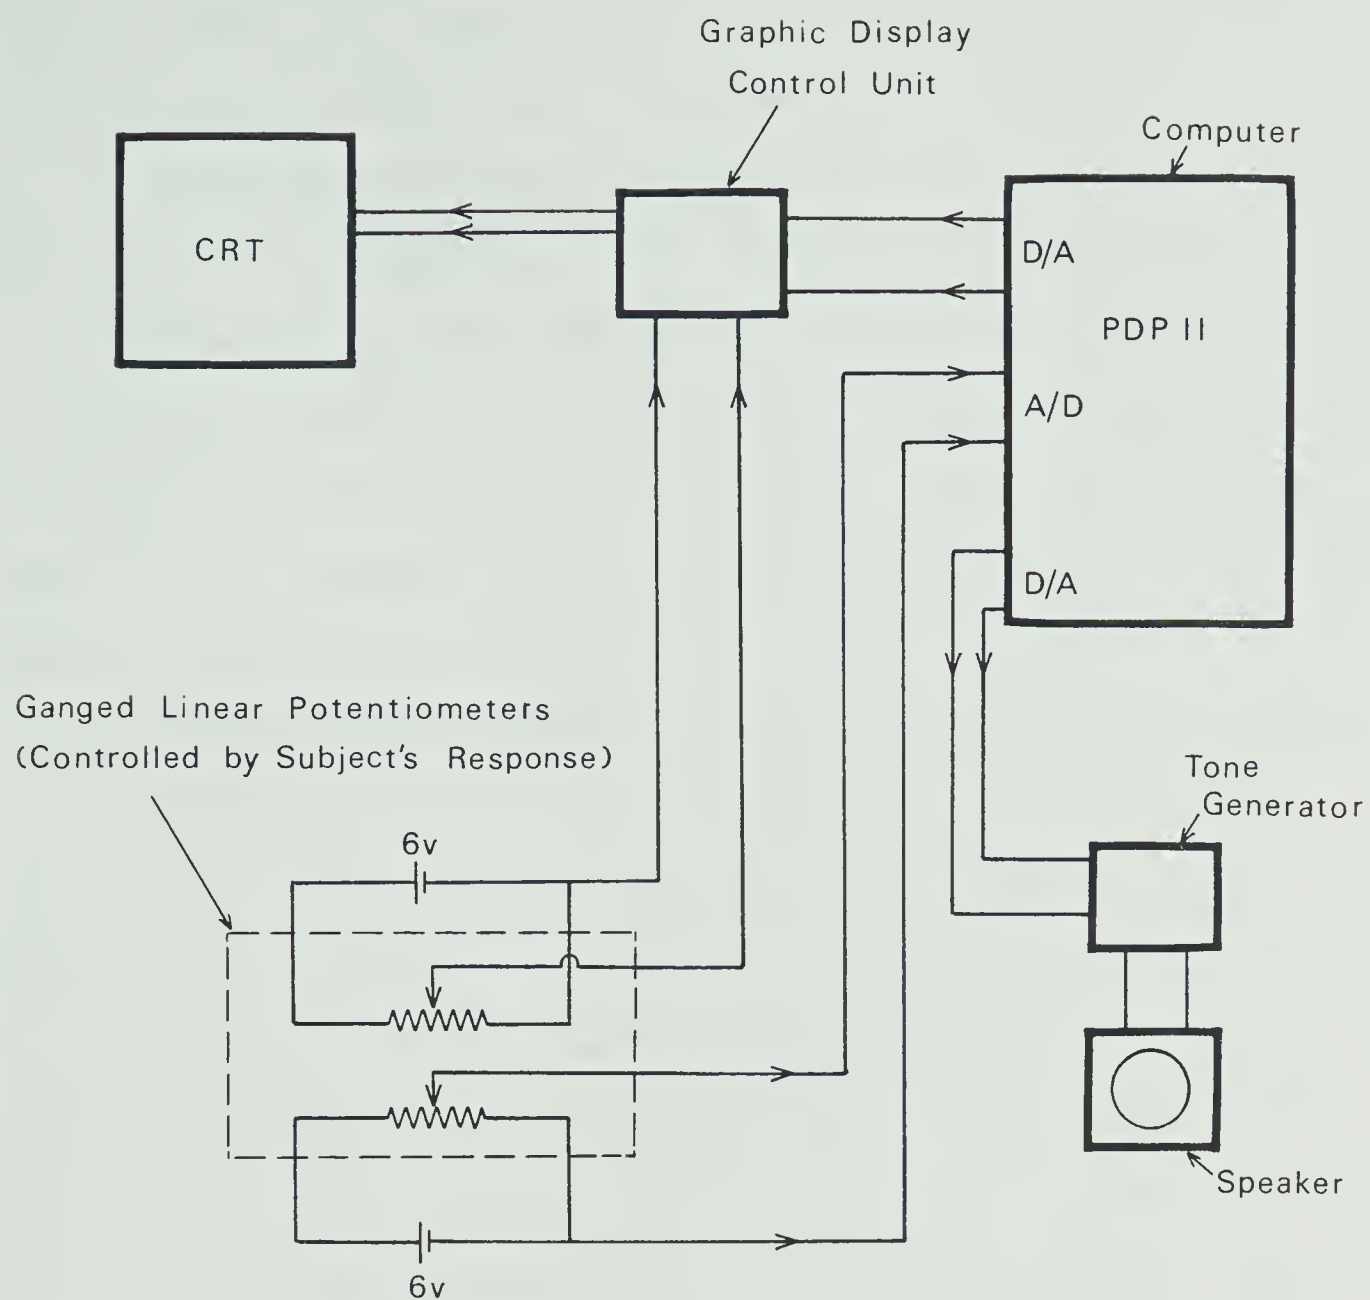 Graphic Display
Control Unit
Computer
CRT
D/A
PDP II
A/D
D/A
Ganged Linear Potentiometers
(Controlled by Subject's Response)
Tone
Generator
6v
Speaker
6v